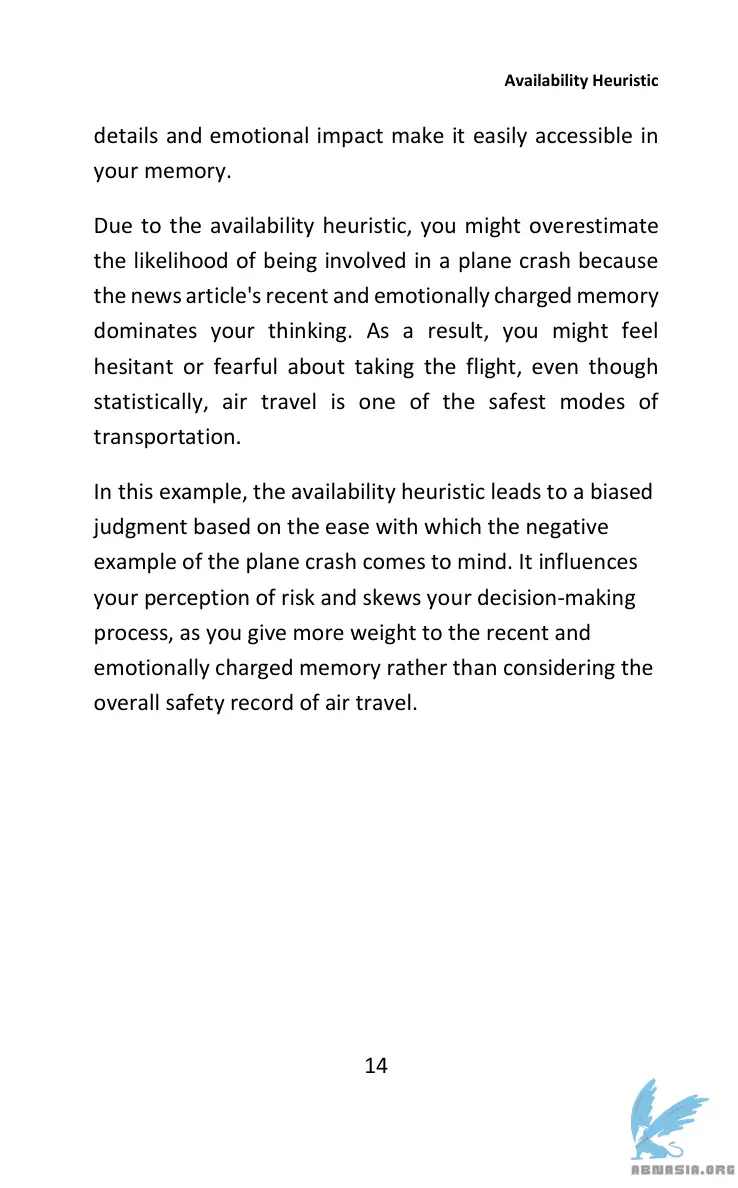 Availability Heuristic
details and emotional impact make it easily accessible in
your memory.
Due to the availability heuristic, you might overestimate
the likelihood of being involved in a plane crash because
the news article's recent and emotionally charged memory
dominates your thinking. As a result, you might feel
hesitant or fearful about taking the flight, even though
statistically, air travel is one of the safest modes of
transportation.
In this example, the availability heuristic leads to a biased
judgment based on the ease with which the negative
example of the plane crash comes to mind. It influences
your perception of risk and skews your decision-making
process, as you give more weight to the recent and
emotionally charged memory rather than considering the
overall safety record of air travel.
14
ABNASIA.ORG